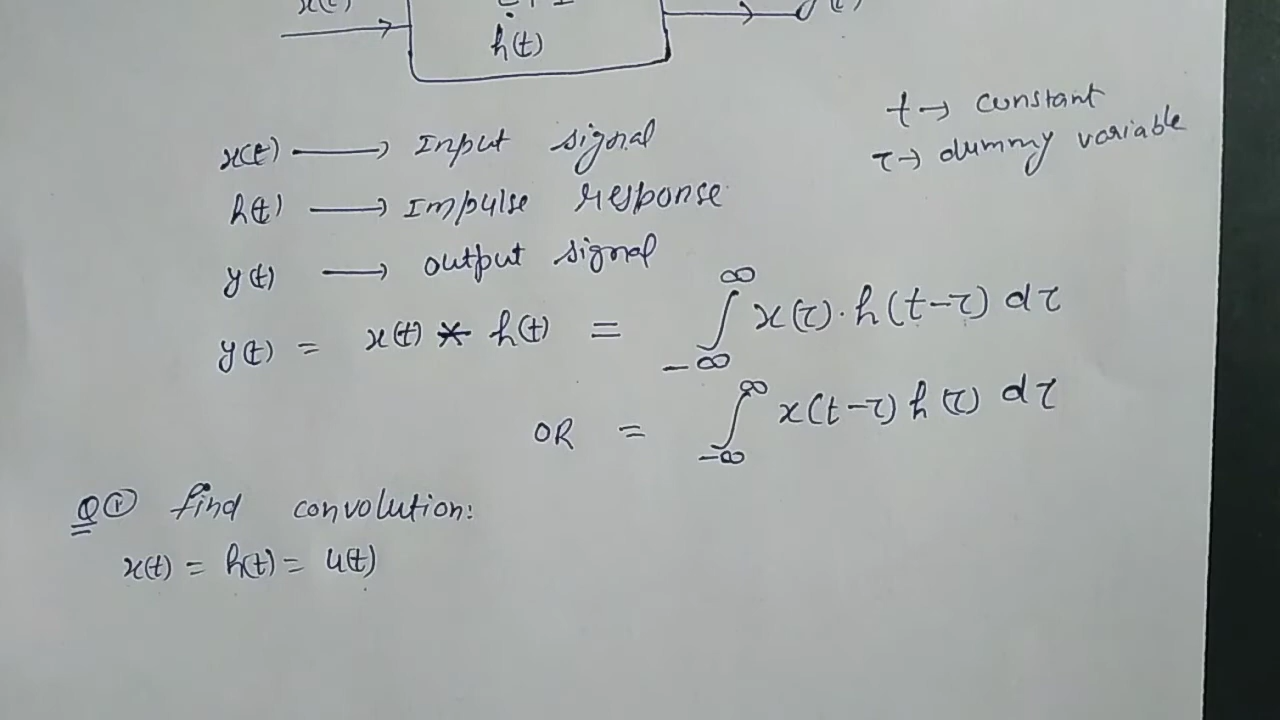 h(t)
t → constant
τ → dummy variable
x(t) → Input signal
h(t) → Impulse response
y(t) → output signal
y(t) = x(t) * h(t) = ∫_{-∞}^{∞} x(τ).h(t-τ) dτ
OR = ∫_{-∞}^{∞} x(t-τ) h(τ) dτ
Q① find convolution:
x(t) = h(t) = u(t)